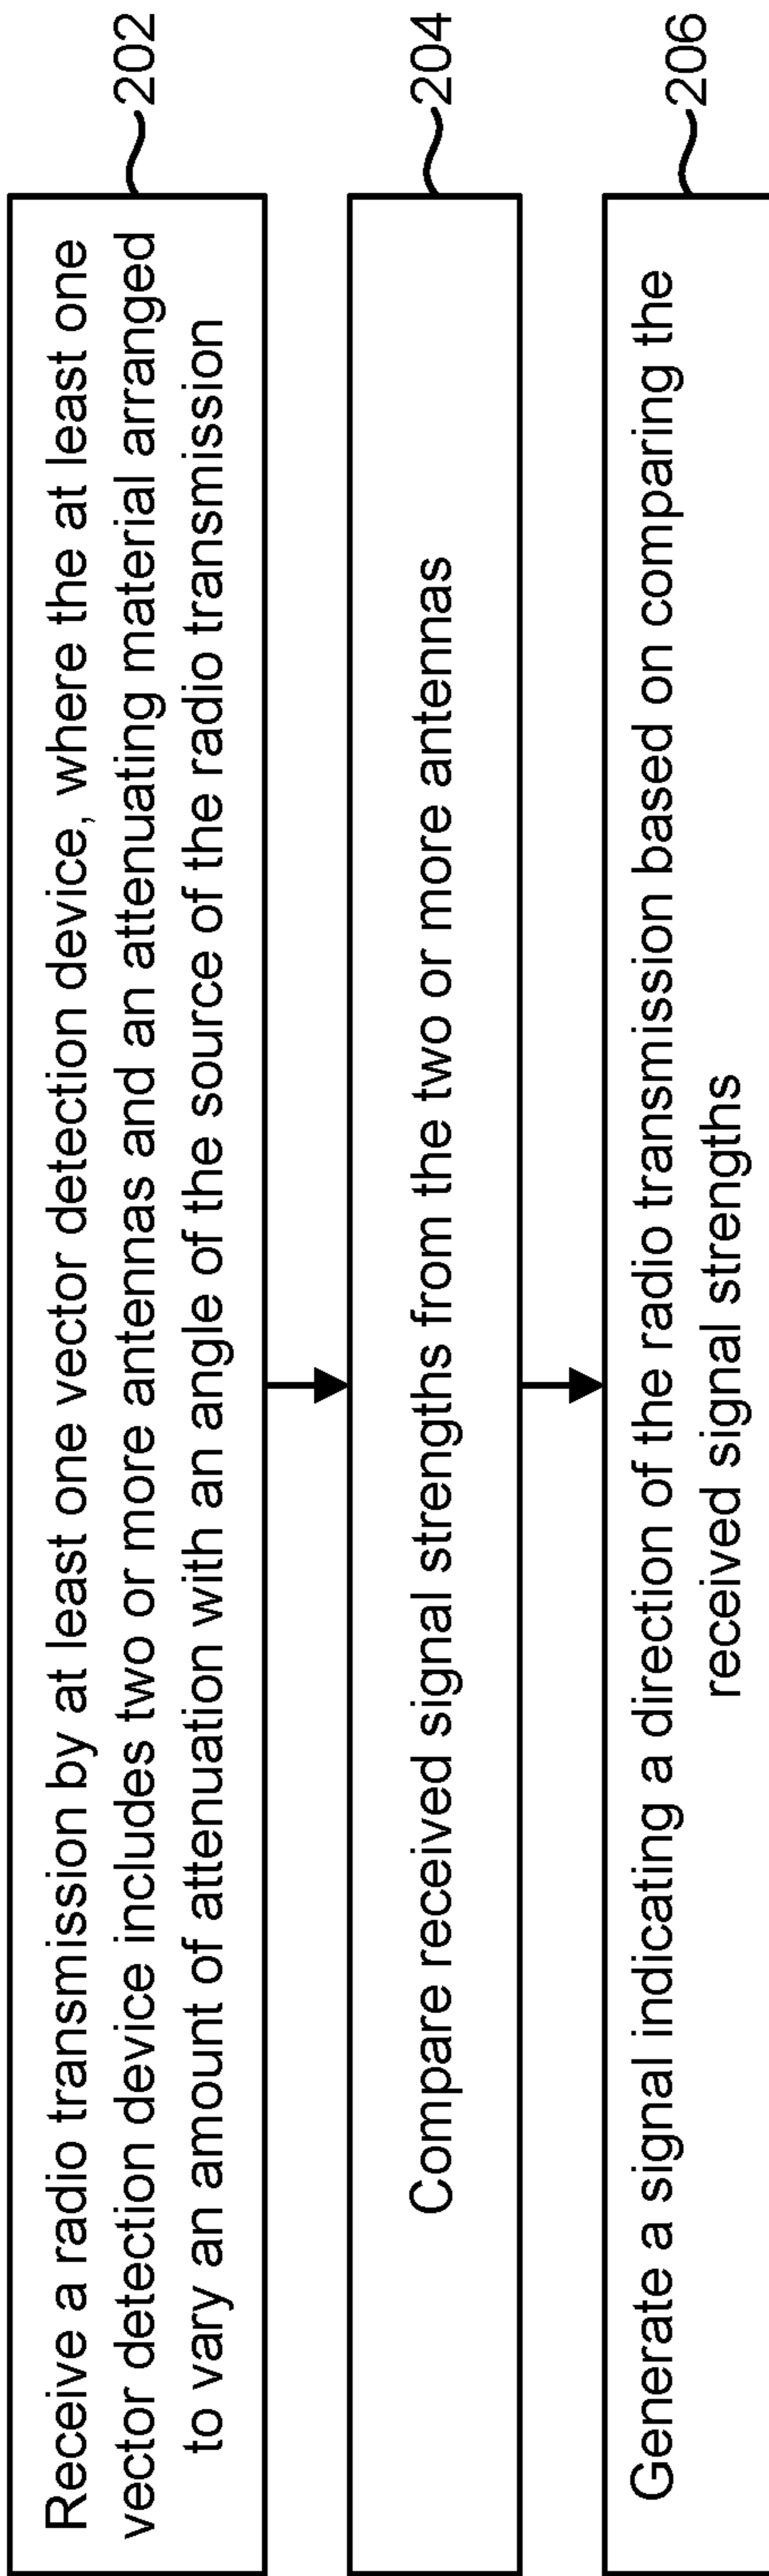 Receive a radio transmission by at least one vector detection device, where the at least one
vector detection device includes two or more antennas and an attenuating material arranged
to vary an amount of attenuation with an angle of the source of the radio transmission
202
Compare received signal strengths from the two or more antennas
204
Generate a signal indicating a direction of the radio transmission based on comparing the
received signal strengths
206